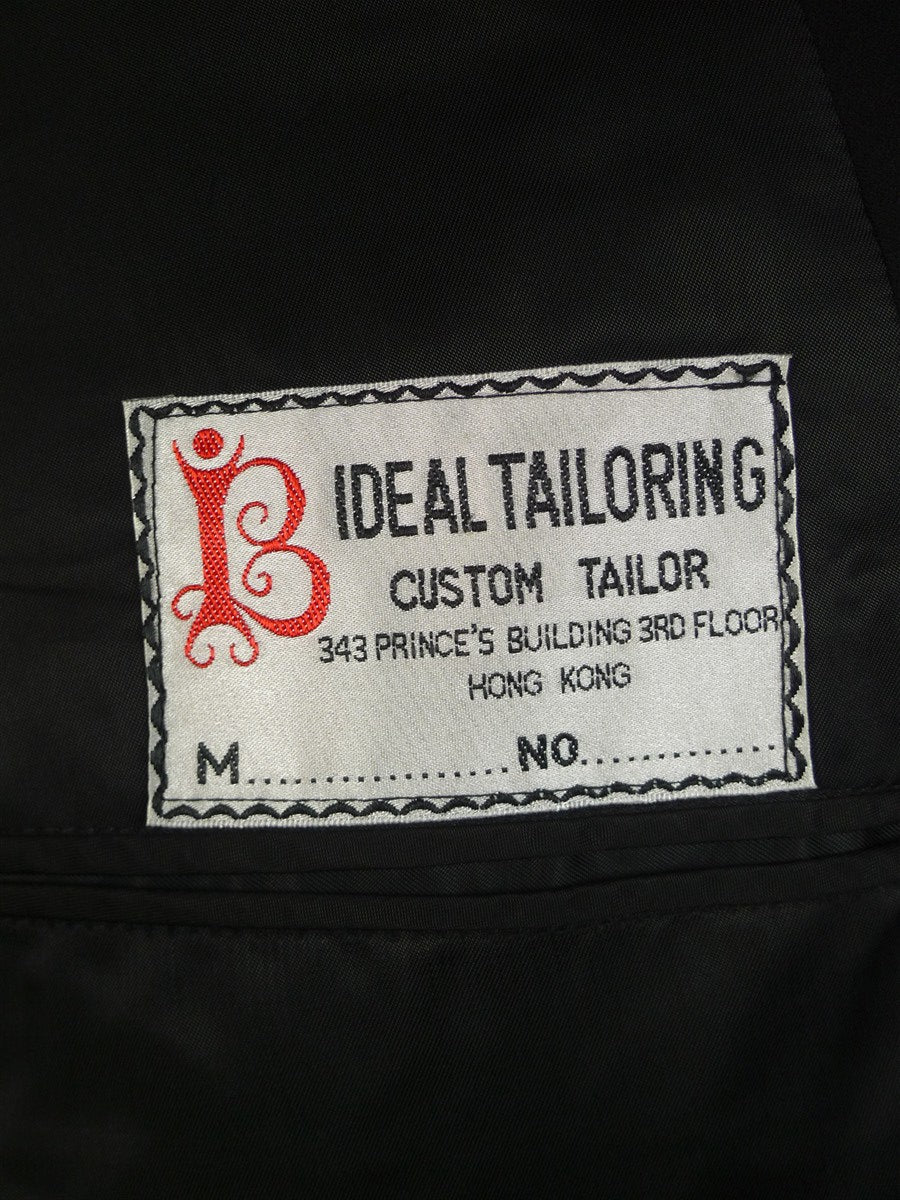 B
IDEAL TAILORING
CUSTOM TAILOR
343 PRINCE'S BUILDING 3RD FLOOR
HONG KONG
M................NO.............